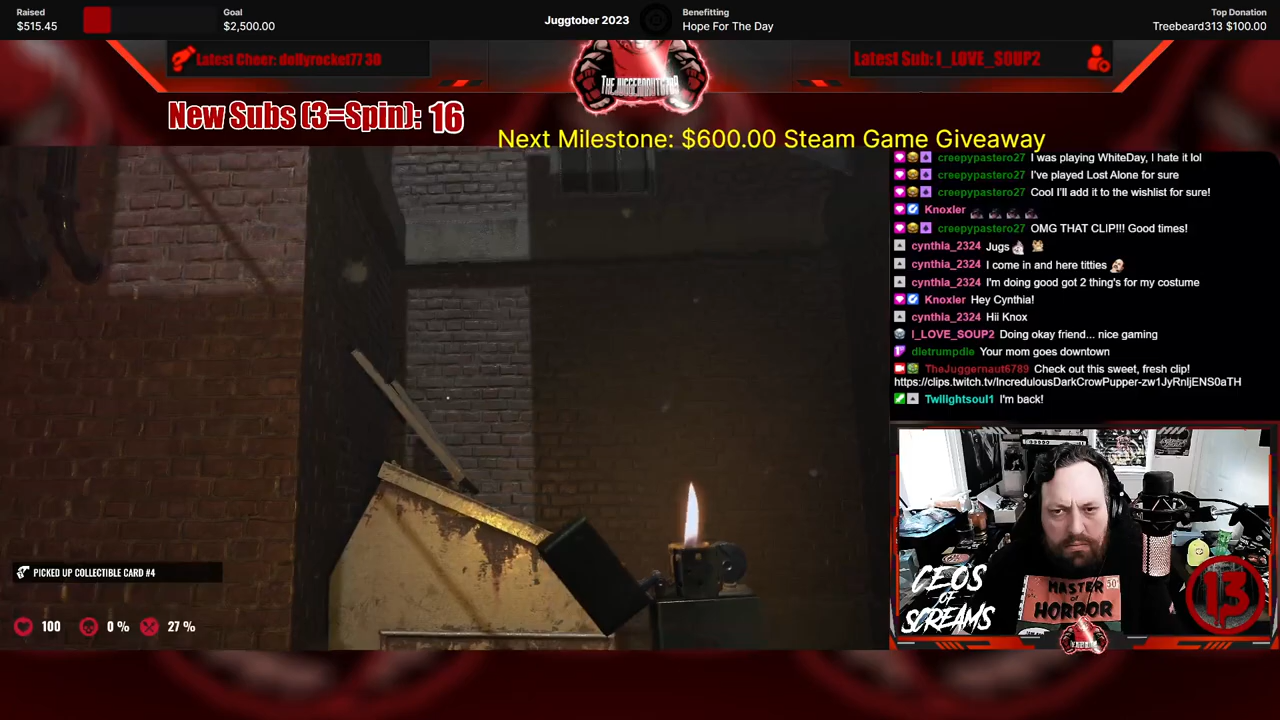 Raised
$515.45
Goal
$2,500.00
Juggtober 2023
Benefitting
Hope For The Day
Top Donation
Treebeard313 $100.00
Latest Cheer: dollyrocket77 30
THEJUGGERNAUT6789
Latest Sub: I_LOVE_SOUP2
New Subs (3=Spin): 16
Next Milestone: $600.00 Steam Game Giveaway
creepypastero27 I was playing WhiteDay, I hate it lol
creepypastero27 I've played Lost Alone for sure
creepypastero27 Cool I'll add it to the wishlist for sure!
Knoxler
creepypastero27 OMG THAT CLIP!!! Good times!
cynthia_2324 Jugs
cynthia_2324 I come in and here titties
cynthia_2324 I'm doing good got 2 thing's for my costume
Knoxler Hey Cynthia!
cynthia_2324 Hii Knox
I_LOVE_SOUP2 Doing okay friend... nice gaming
dletrumpdle Your mom goes downtown
TheJuggernaut6789 Check out this sweet, fresh clip!
https://clips.twitch.tv/IncredulousDarkCrowPupper-zw1JyRnljENS0aTH
Twilightsoul1 I'm back!
PICKED UP COLLECTIBLE CARD #4
100
0 %
27 %
CEOS
OF
SCREAMS
MASTER
of
HORROR
50¢
13